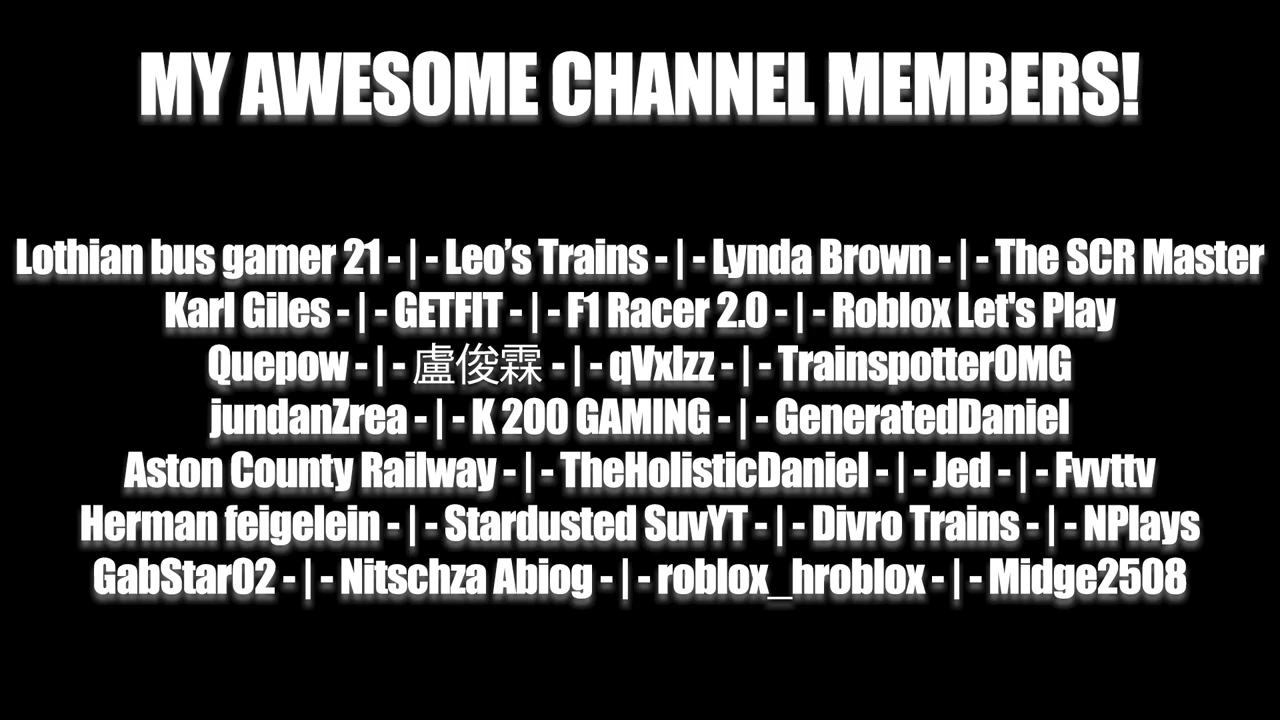 MY AWESOME CHANNEL MEMBERS!
Lothian bus gamer 21 - | - Leo’s Trains - | - Lynda Brown - | - The SCR Master
Karl Giles - | - GETFIT - | - F1 Racer 2.0 - | - Roblox Let's Play
Quepow - | - 盧俊霖 - | - qVxlzz - | - TrainspotterOMG
jundanZrea - | - K 200 GAMING - | - GeneratedDaniel
Aston County Railway - | - TheHolisticDaniel - | - Jed - | - Fvvttv
Herman feigelein - | - Stardusted SuvYT - | - Divro Trains - | - NPlays
GabStar02 - | - Nitschza Abiog - | - roblox_hroblox - | - Midge2508